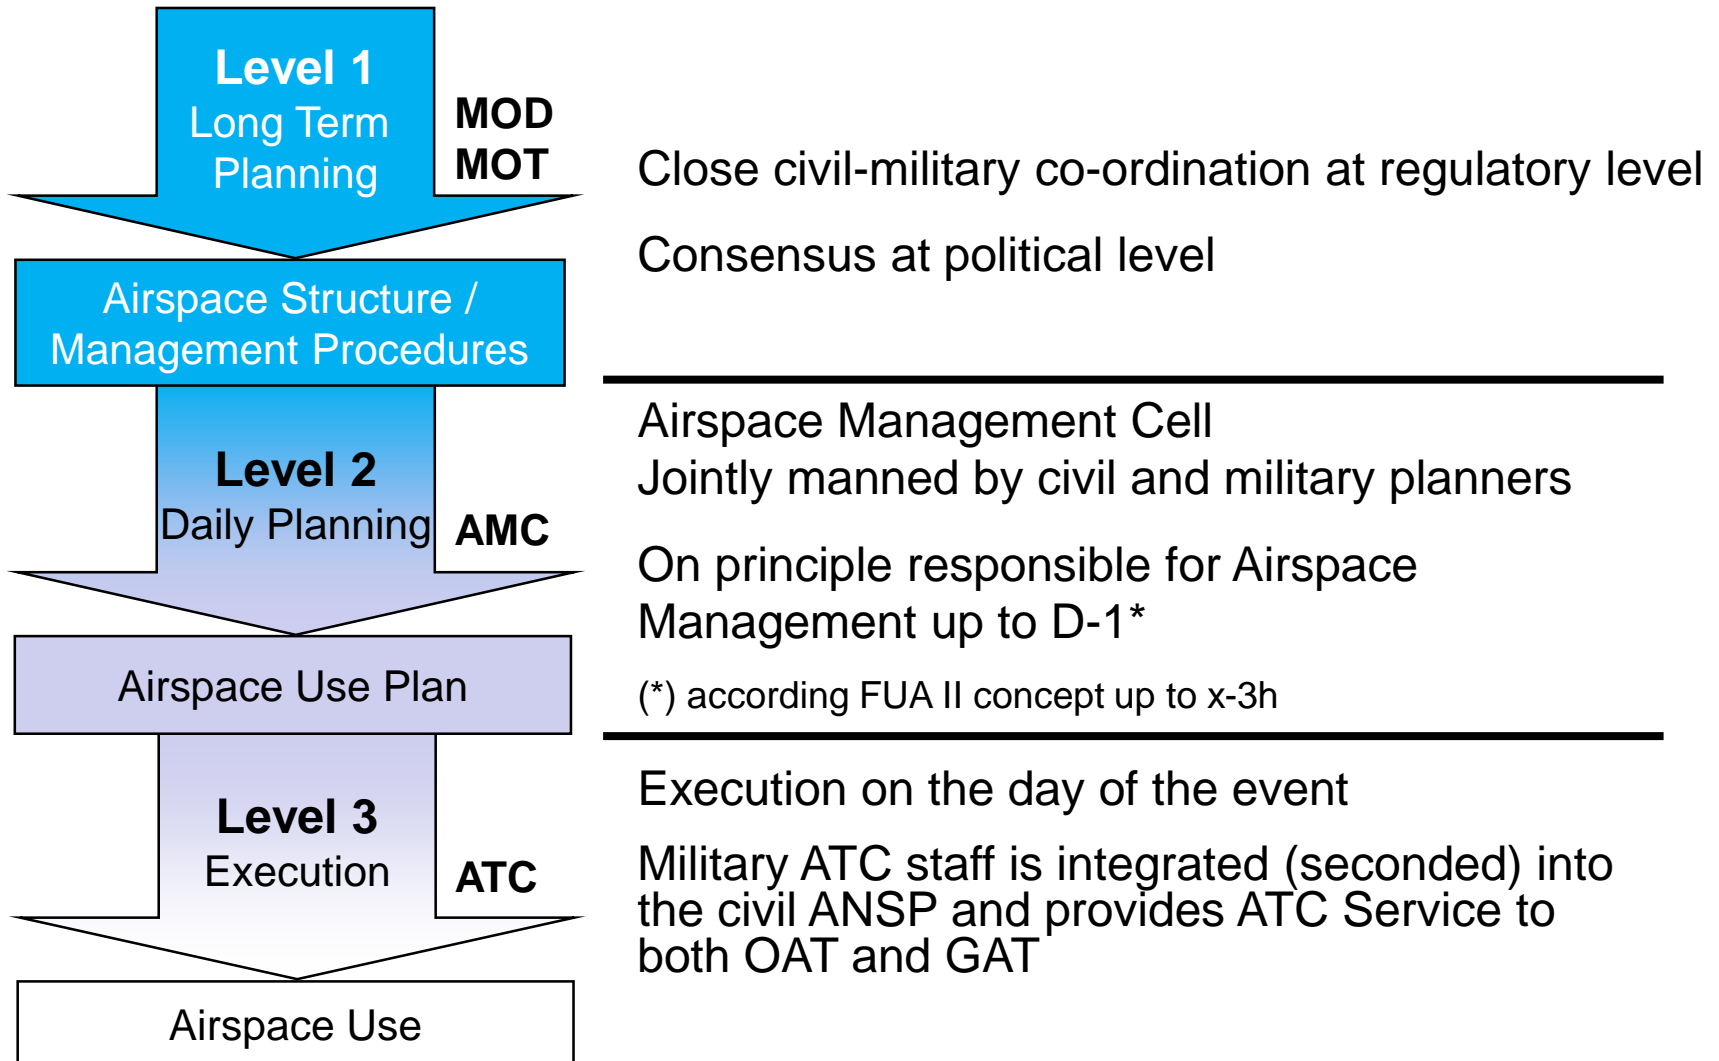 Level 1
Long Term
Planning
MOD
MOT
Close civil-military co-ordination at regulatory level
Consensus at political level
Airspace Structure /
Management Procedures
Level 2
Daily Planning
AMC
Airspace Management Cell
Jointly manned by civil and military planners
On principle responsible for Airspace
Management up to D-1*
(*) according FUA II concept up to x-3h
Airspace Use Plan
Level 3
Execution
ATC
Execution on the day of the event
Military ATC staff is integrated (seconded) into
the civil ANSP and provides ATC Service to
both OAT and GAT
Airspace Use